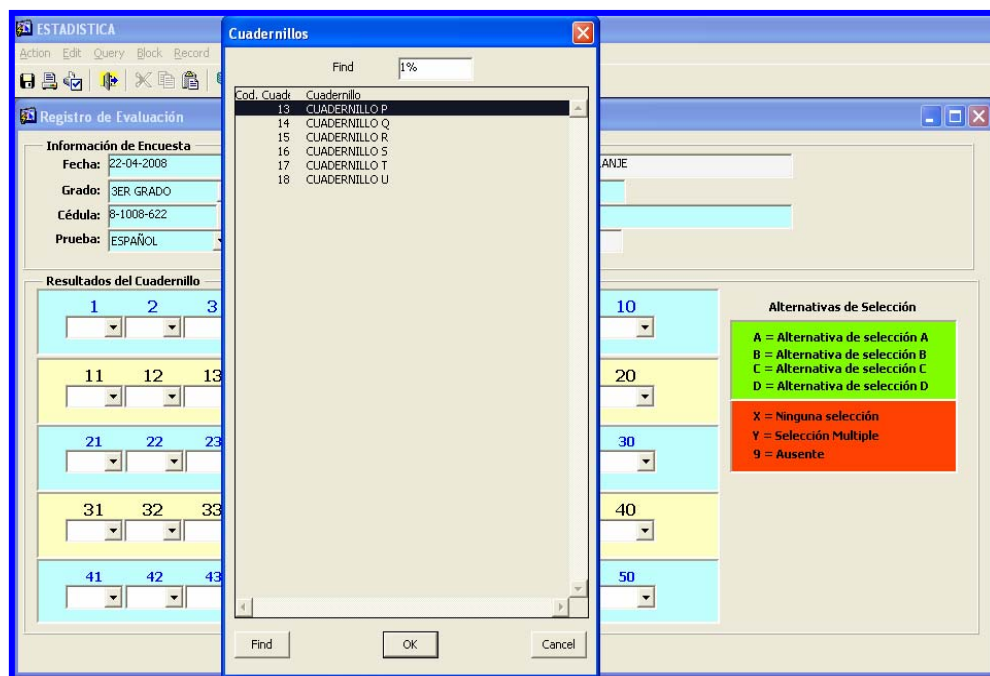 ESTADISTICA
Action Edit Query Block Record
Registro de Evaluación
Información de Encuesta
Fecha: 22-04-2008
Grado: 3ER GRADO
Cédula: 8-1008-622
Prueba: ESPAÑOL
Cuadernillos
Find 1%
Cod. Cuade Cuadernillo
13 CUADERNILLO P
14 CUADERNILLO Q
15 CUADERNILLO R
16 CUADERNILLO S
17 CUADERNILLO T
18 CUADERNILLO U
Find OK Cancel
Resultados del Cuadernillo
1 2 3 10
11 12 13 20
21 22 23 30
31 32 33 40
41 42 43 50
Alternativas de Selección
A = Alternativa de selección A
B = Alternativa de selección B
C = Alternativa de selección C
D = Alternativa de selección D
X = Ninguna selección
Y = Selección Multiple
9 = Ausente